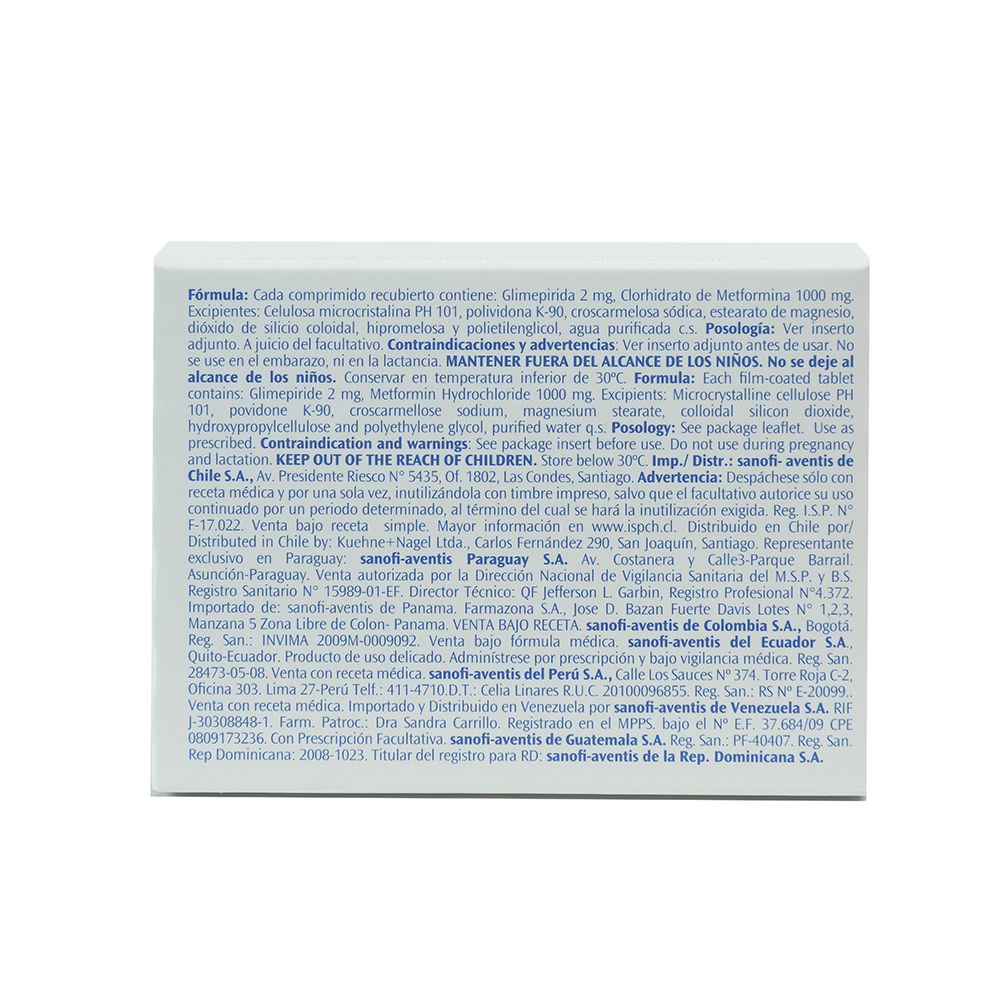 Fórmula: Cada comprimido recubierto contiene: Glimepirida 2 mg, Clorhidrato de Metformina 1000 mg.
Excipientes: Celulosa microcristalina PH 101, polividona K-90, croscarmelosa sódica, estearato de magnesio,
dióxido de silicio coloidal, hipromelosa y polietilenglicol, agua purificada c.s. Posología: Ver inserto
adjunto. A juicio del facultativo. Contraindicaciones y advertencias: Ver inserto adjunto antes de usar. No
se use en el embarazo, ni en la lactancia. MANTENER FUERA DEL ALCANCE DE LOS NIÑOS. No se deje al
alcance de los niños. Conservar en temperatura inferior de 30ºC. Formula: Each film-coated tablet
contains: Glimepiride 2 mg, Metformin Hydrochloride 1000 mg. Excipients: Microcrystalline cellulose PH
101, povidone K-90, croscarmellose sodium, magnesium stearate, colloidal silicon dioxide,
hydroxypropylcellulose and polyethylene glycol, purified water q.s. Posology: See package leaflet. Use as
prescribed. Contraindication and warnings: See package insert before use. Do not use during pregnancy
and lactation. KEEP OUT OF THE REACH OF CHILDREN. Store below 30ºC. Imp./ Distr.: sanofi- aventis de
Chile S.A., Av. Presidente Riesco N° 5435, Of. 1802, Las Condes, Santiago. Advertencia: Despáchese sólo con
receta médica y por una sola vez, inutilizándola con timbre impreso, salvo que el facultativo autorice su uso
continuado por un periodo determinado, al término del cual se hará la inutilización exigida. Reg. I.S.P. N°
F-17.022. Venta bajo receta simple. Mayor información en www.ispch.cl. Distribuido en Chile por/
Distributed in Chile by: Kuehne+Nagel Ltda., Carlos Fernández 290, San Joaquín, Santiago. Representante
exclusivo en Paraguay: sanofi-aventis Paraguay S.A. Av. Costanera y Calle3-Parque Barrail.
Asunción-Paraguay. Venta autorizada por la Dirección Nacional de Vigilancia Sanitaria del M.S.P. y B.S.
Registro Sanitario N° 15989-01-EF. Director Técnico: QF Jefferson L. Garbin, Registro Profesional N°4.372.
Importado de: sanofi-aventis de Panama. Farmazona S.A., Jose D. Bazan Fuerte Davis Lotes N° 1,2,3,
Manzana 5 Zona Libre de Colon- Panama. VENTA BAJO RECETA. sanofi-aventis de Colombia S.A., Bogotá.
Reg. San.: INVIMA 2009M-0009092. Venta bajo fórmula médica. sanofi-aventis del Ecuador S.A.,
Quito-Ecuador. Producto de uso delicado. Adminístrese por prescripción y bajo vigilancia médica. Reg. San.
28473-05-08. Venta con receta médica. sanofi-aventis del Perú S.A., Calle Los Sauces Nº 374. Torre Roja C-2,
Oficina 303. Lima 27-Perú Telf.: 411-4710.D.T.: Celia Linares R.U.C. 20100096855. Reg. San.: RS Nº E-20099..
Venta con receta médica. Importado y Distribuido en Venezuela por sanofi-aventis de Venezuela S.A. RIF
J-30308848-1. Farm. Patroc.: Dra Sandra Carrillo. Registrado en el MPPS. bajo el Nº E.F. 37.684/09 CPE
0809173236. Con Prescripción Facultativa. sanofi-aventis de Guatemala S.A. Reg. San.: PF-40407. Reg. San.
Rep Dominicana: 2008-1023. Titular del registro para RD: sanofi-aventis de la Rep. Dominicana S.A.